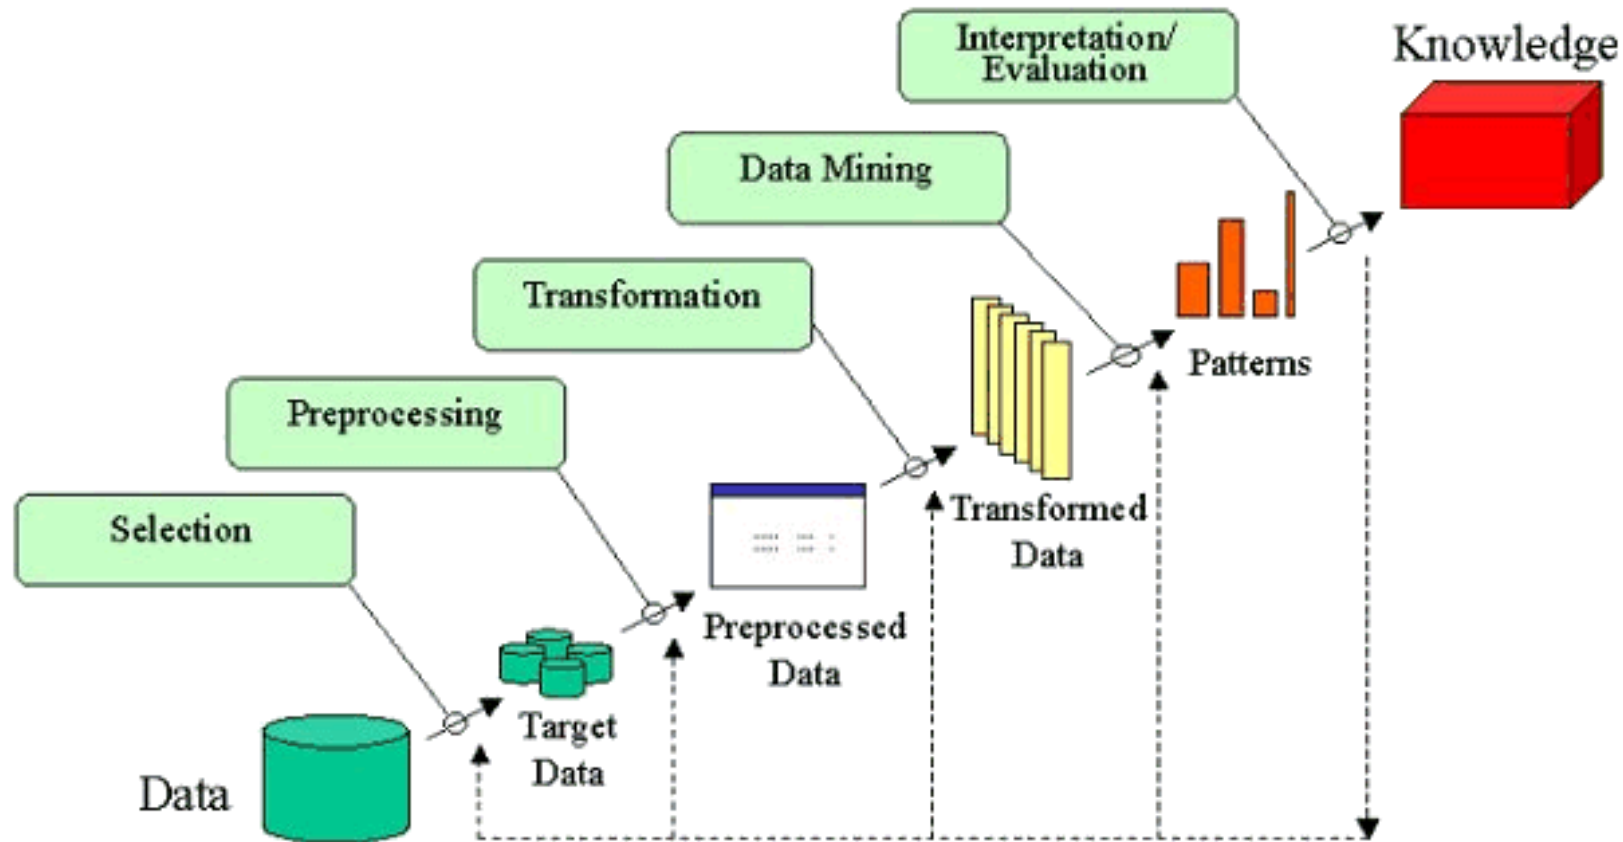 Interpretation/
Evaluation
Knowledge
Data Mining
Transformation
Patterns
Preprocessing
Selection
Transformed
Data
Preprocessed
Data
Target
Data
Data